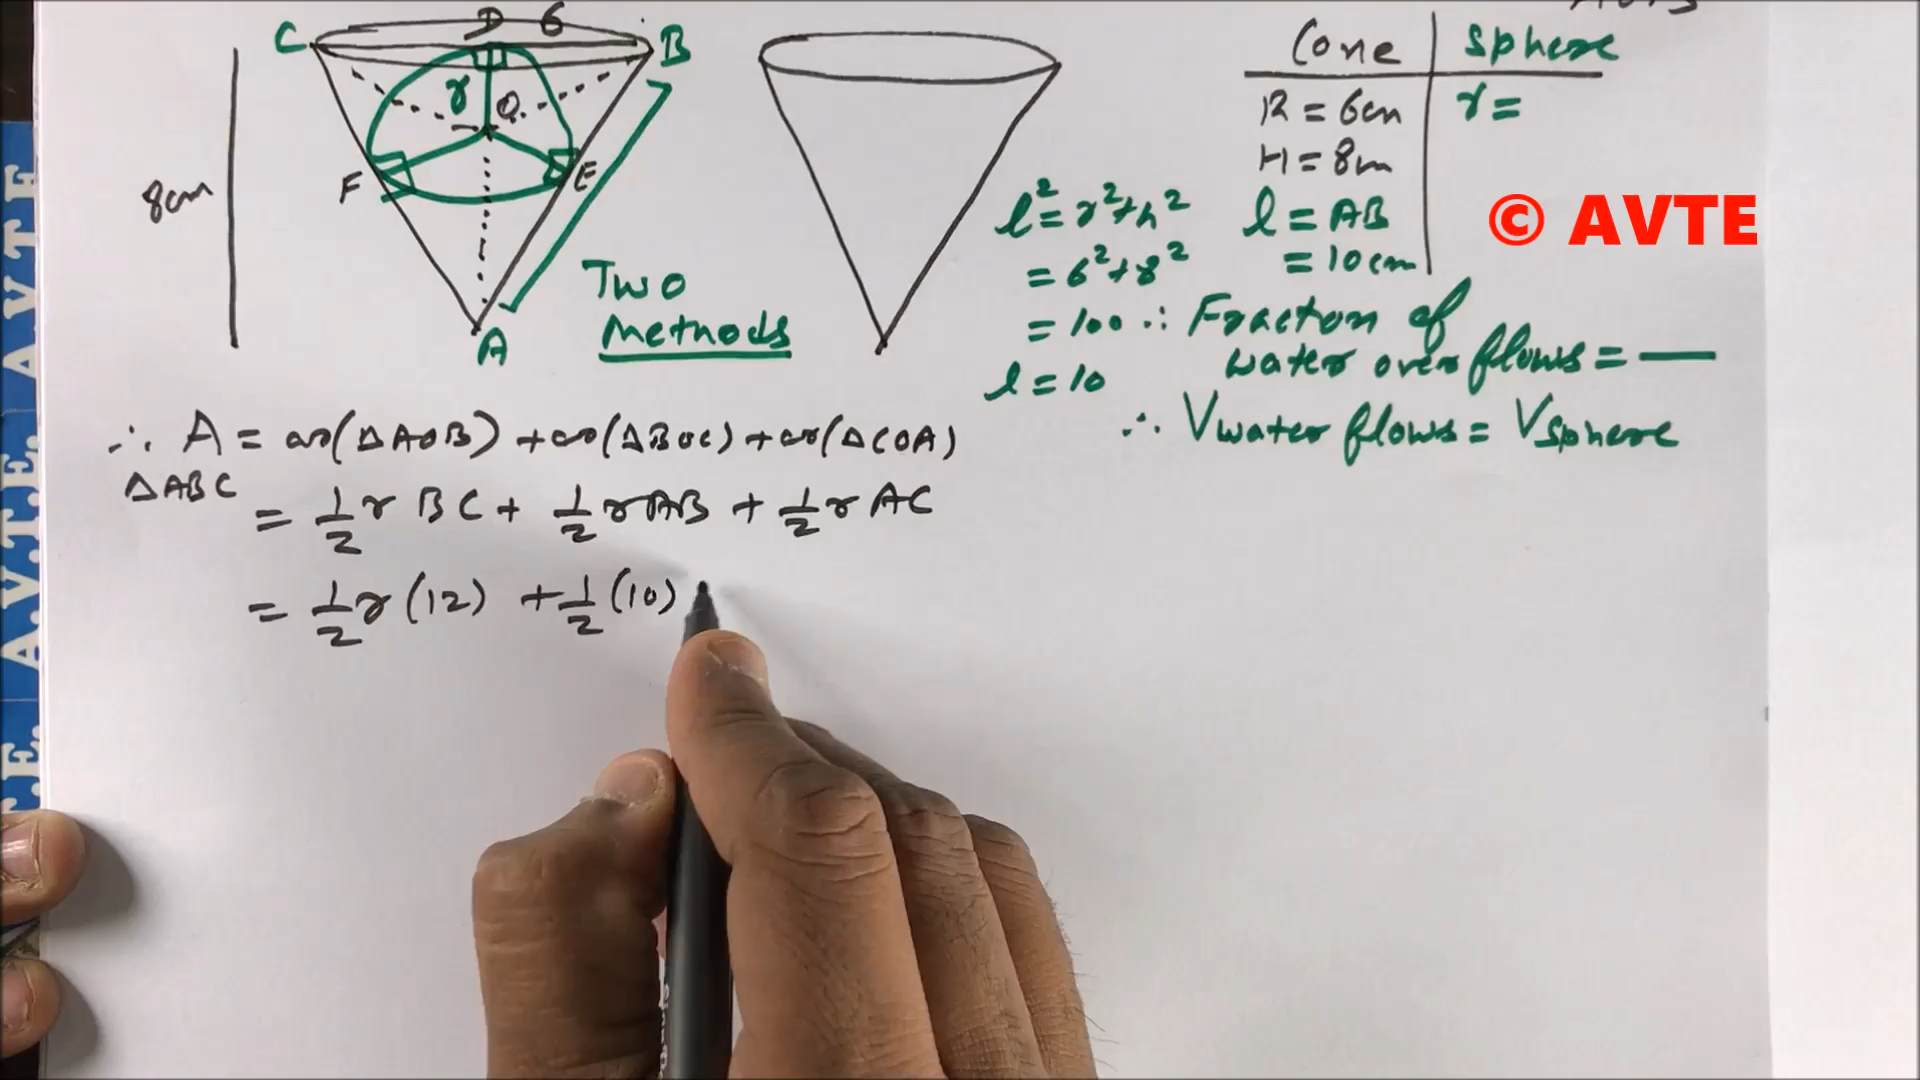 C D 6 B
r O
F E
8cm
A
Two
Methods
Cone sphere
R = 6cm r =
H = 8m
l = AB
= 10cm
l² = r² + h²
= 6² + 8²
= 100
l = 10
© AVTE
∴ Fraction of
water over flows = —
∴ Vwater flows = Vsphere
∴ A = ar(ΔAOB) + ar(ΔBOC) + ar(ΔCOA)
ΔABC
= 1/2 r BC + 1/2 r AB + 1/2 r AC
= 1/2 r (12) + 1/2 (10)
A.V.T.E. A.V.T.E